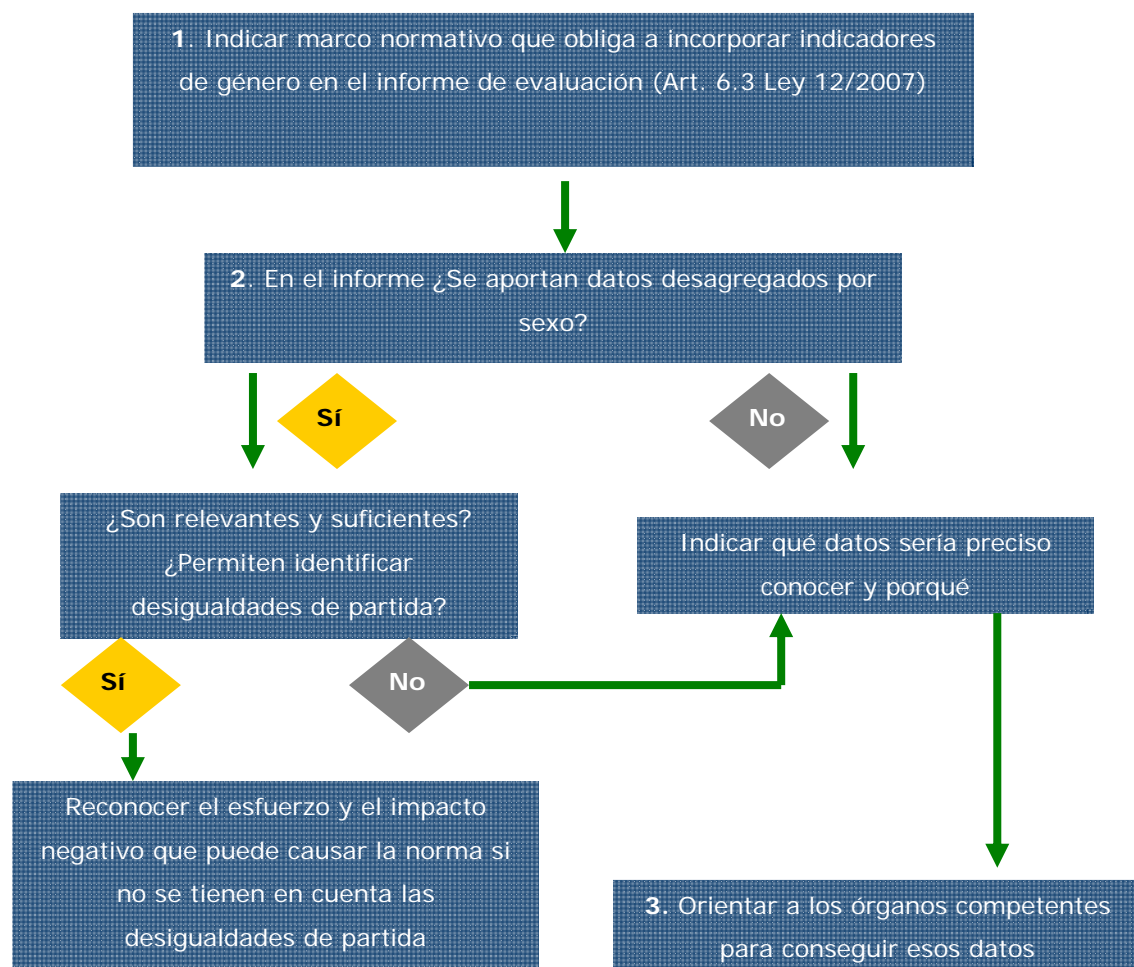 1. Indicar marco normativo que obliga a incorporar indicadores
de género en el informe de evaluación (Art. 6.3 Ley 12/2007)
2. En el informe ¿Se aportan datos desagregados por
sexo?
Sí
No
¿Son relevantes y suficientes?
¿Permiten identificar
desigualdades de partida?
Indicar qué datos sería preciso
conocer y porqué
Sí
No
Reconocer el esfuerzo y el impacto
negativo que puede causar la norma si
no se tienen en cuenta las
desigualdades de partida
3. Orientar a los órganos competentes
para conseguir esos datos